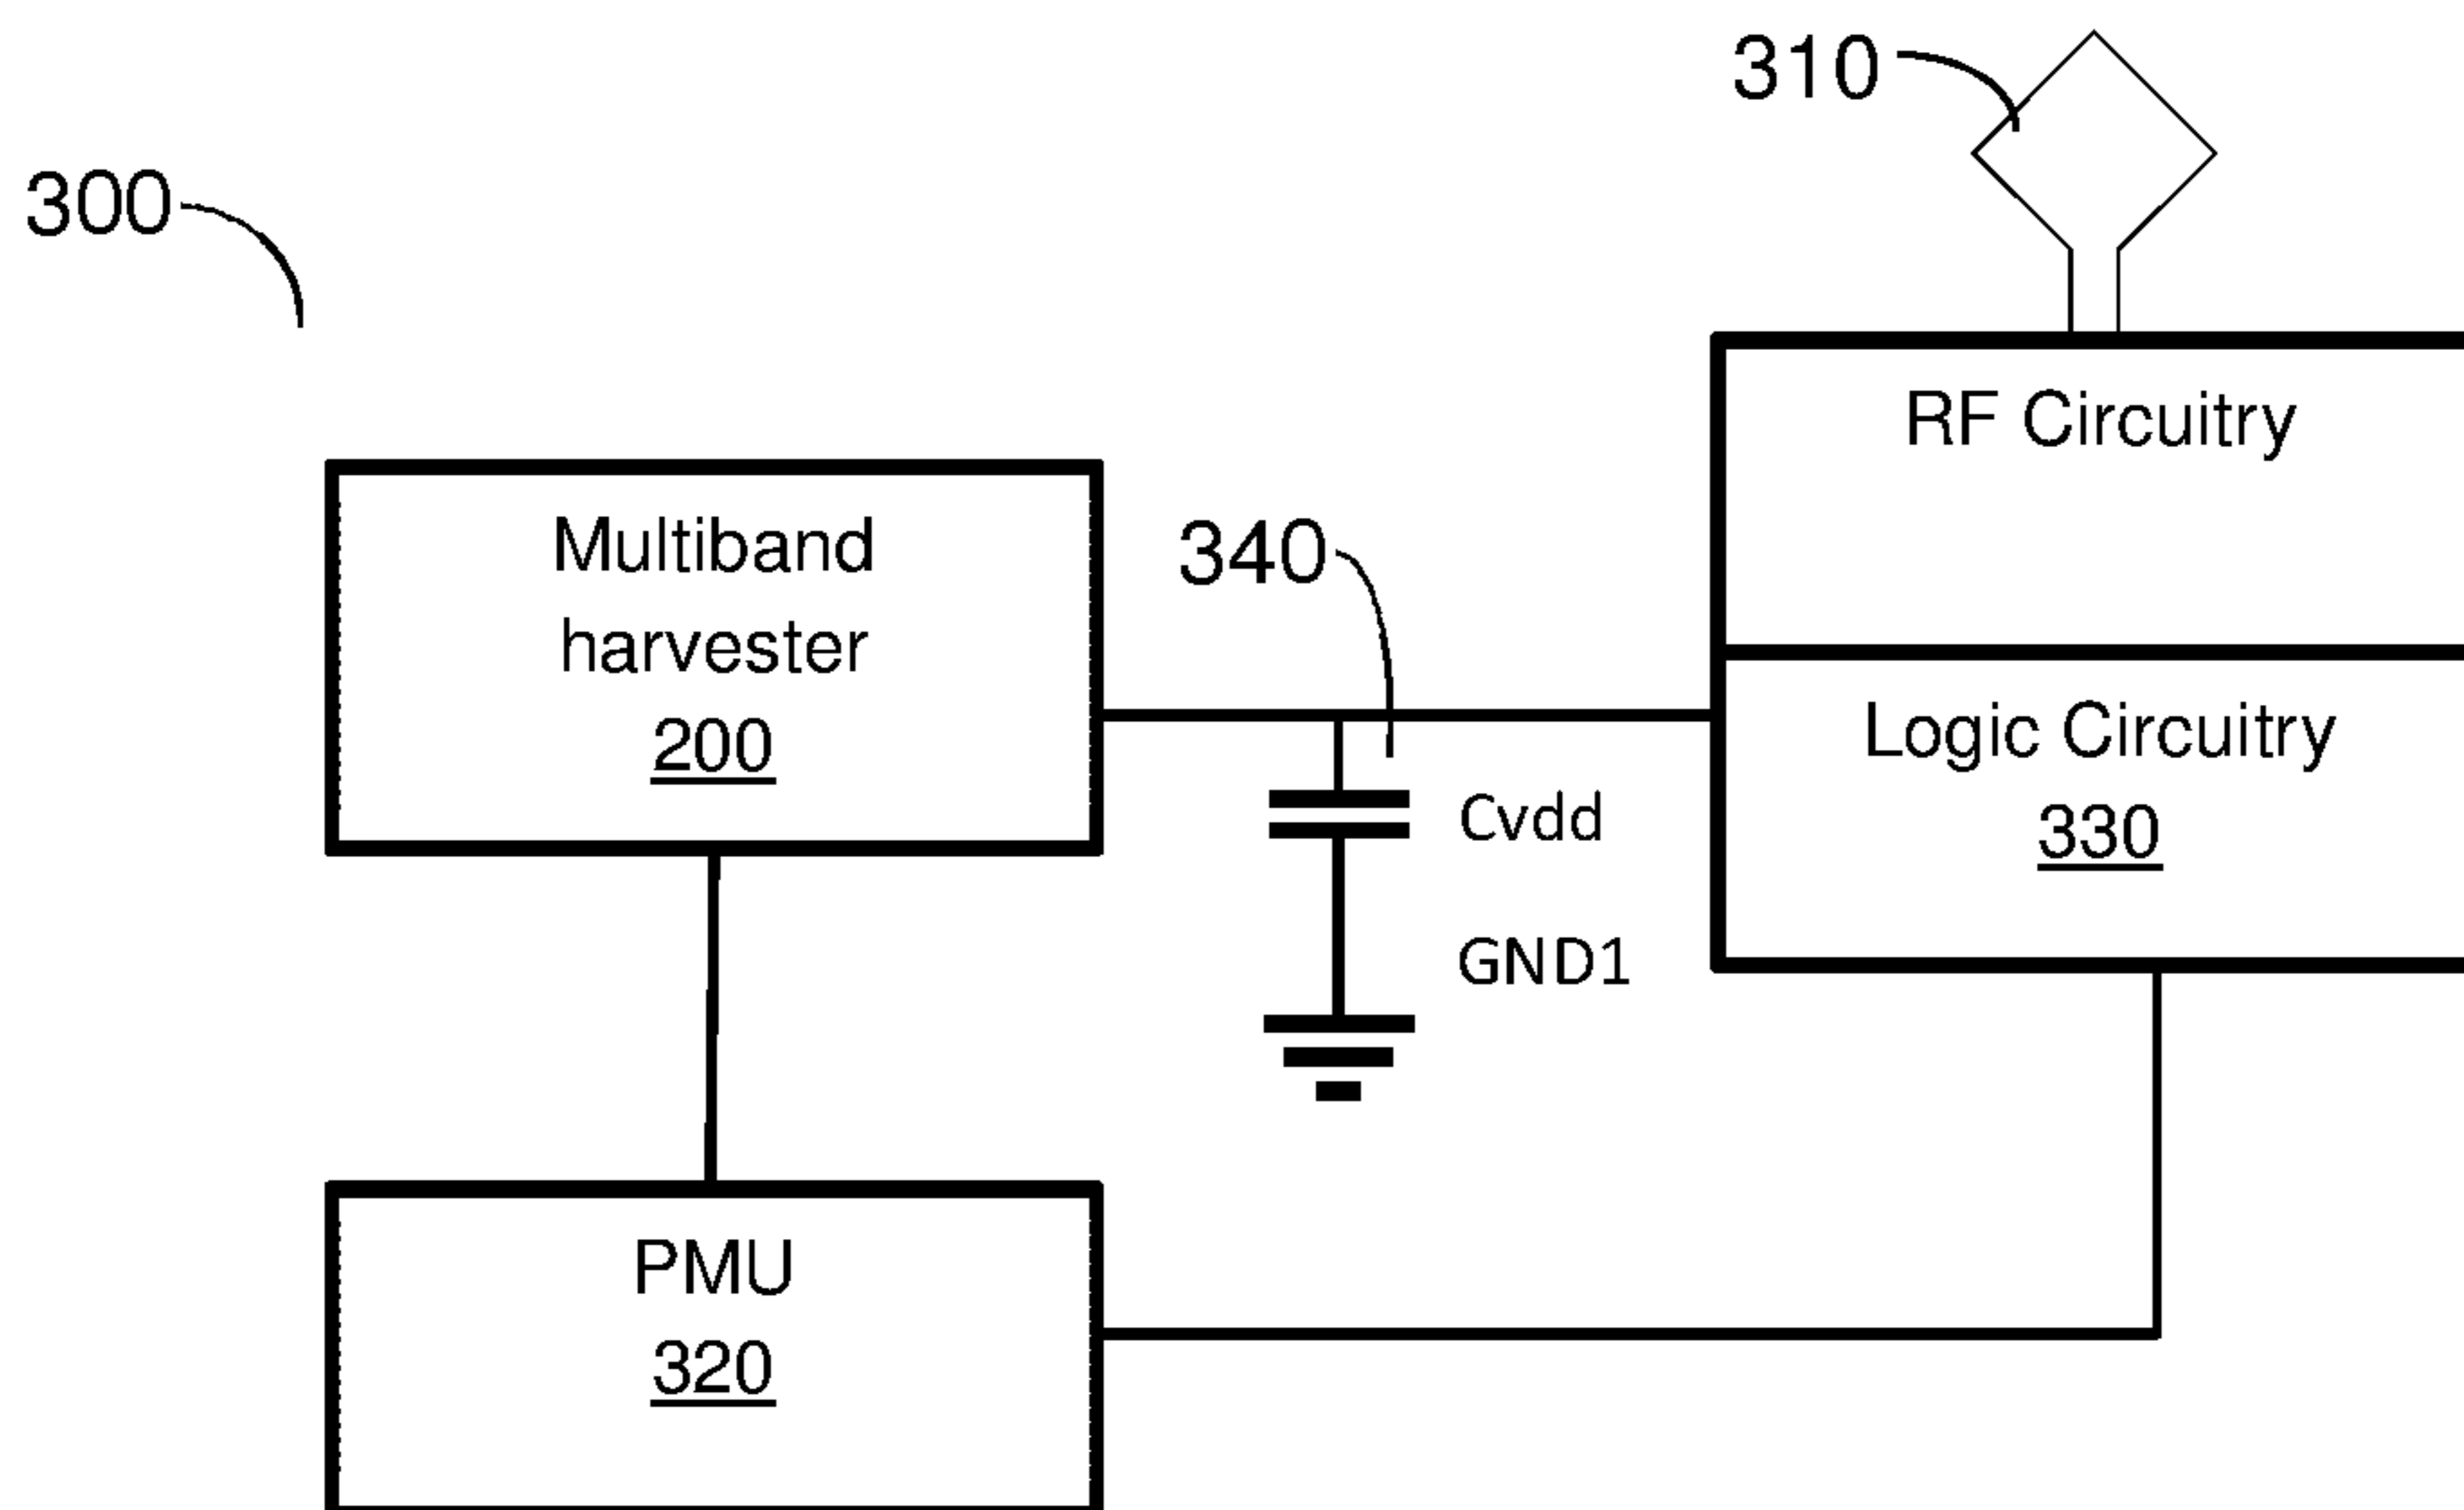 310
300
RF Circuitry
Multiband
harvester
200
340
Logic Circuitry
330
Cvdd
GND1
PMU
320